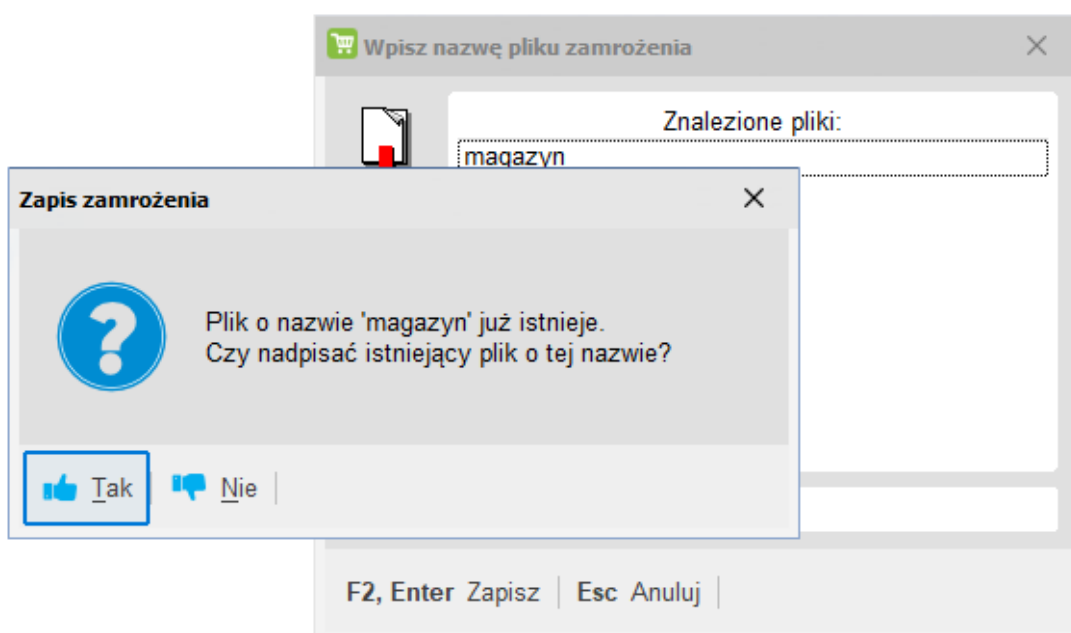 Wpisz nazwę pliku zamrożenia
Znalezione pliki:
magazyn
Zapis zamrożenia
Plik o nazwie 'magazyn' już istnieje.
Czy nadpisać istniejący plik o tej nazwie?
Tak
Nie
F2, Enter Zapisz
Esc Anuluj